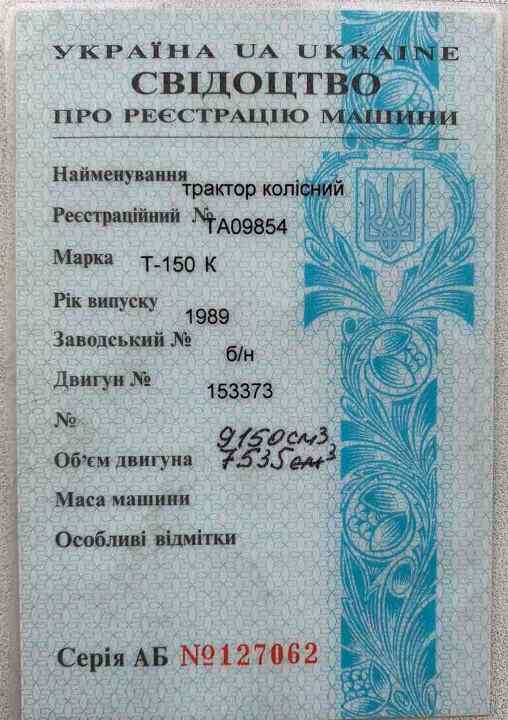 УКРАЇНА UA UKRAINE
СВІДОЦТВО
ПРО РЕЄСТРАЦІЮ МАШИНИ
Найменування трактор колісний
Реєстраційний № ТА09854
Марка Т-150 К
Рік випуску 1989
Заводський № б/н
Двигун № 153373
№
9150см³
Об'єм двигуна 7535см³
Маса машини
Особливі відмітки
Серія АБ №127062